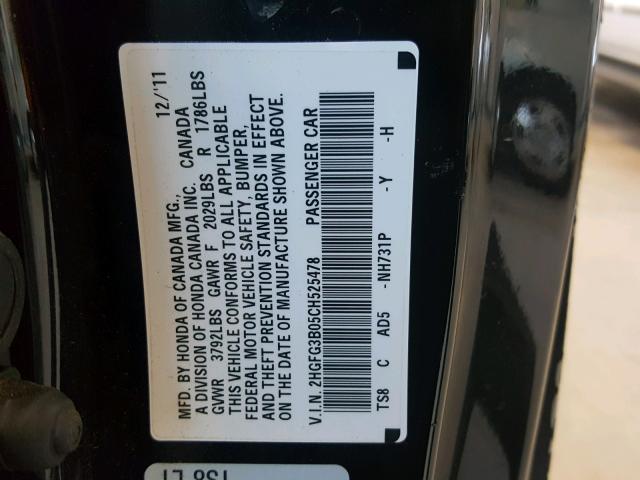 MFD. BY HONDA OF CANADA MFG., 12/'11
A DIVISION OF HONDA CANADA INC. CANADA
GVWR 3792LBS GAWR F 2029LBS R 1786LBS
THIS VEHICLE CONFORMS TO ALL APPLICABLE
FEDERAL MOTOR VEHICLE SAFETY, BUMPER,
AND THEFT PREVENTION STANDARDS IN EFFECT
ON THE DATE OF MANUFACTURE SHOWN ABOVE.
V.I.N. 2HGFG3B05CH525478 PASSENGER CAR
TS8 C AD5 -NH731P -Y -H